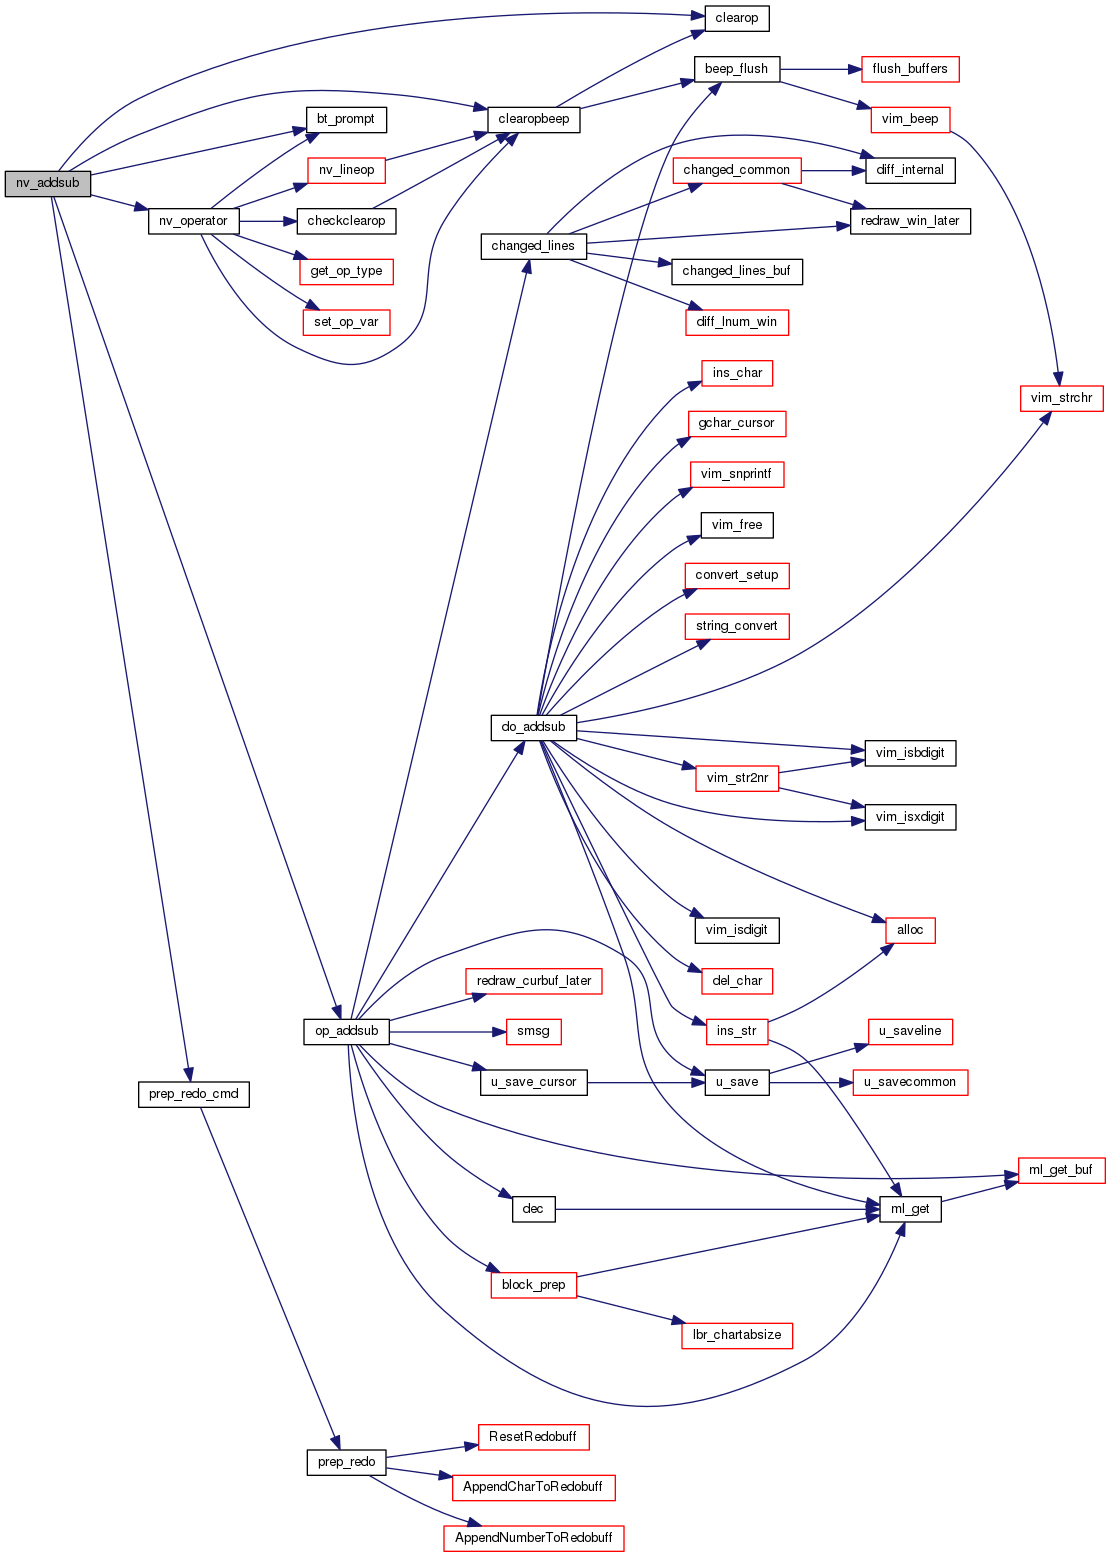 clearop
beep_flush
flush_buffers
vim_beep
bt_prompt
clearopbeep
nv_addsub
nv_lineop
changed_common
diff_internal
nv_operator
checkclearop
redraw_win_later
changed_lines
get_op_type
changed_lines_buf
set_op_var
diff_lnum_win
ins_char
vim_strchr
gchar_cursor
vim_snprintf
vim_free
convert_setup
string_convert
do_addsub
vim_isbdigit
vim_str2nr
vim_isxdigit
vim_isdigit
alloc
redraw_curbuf_later
del_char
op_addsub
smsg
ins_str
u_saveline
prep_redo_cmd
u_save_cursor
u_save
u_savecommon
ml_get_buf
dec
ml_get
block_prep
lbr_chartabsize
ResetRedobuff
prep_redo
AppendCharToRedobuff
AppendNumberToRedobuff